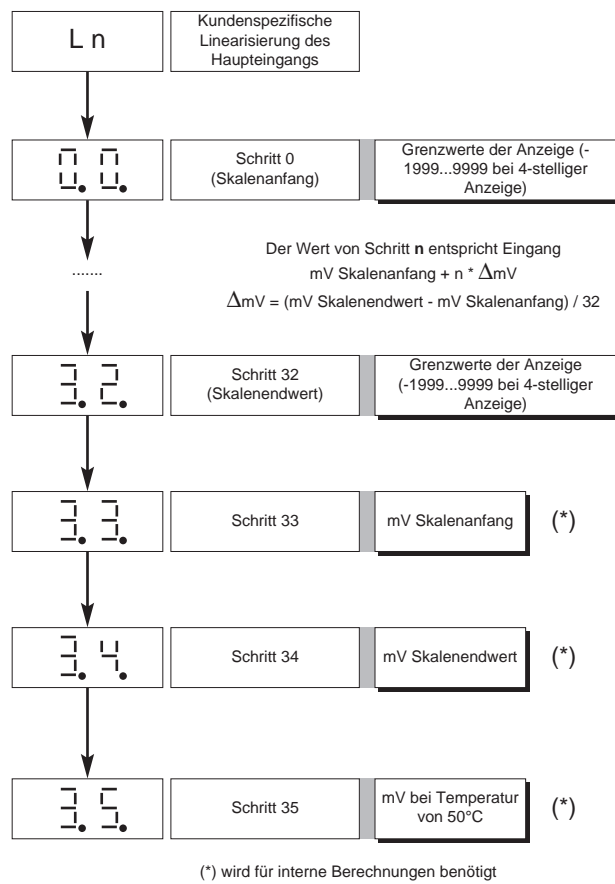 L n
Kundenspezifische
Linearisierung des
Haupteingangs
0.0.
Schritt 0
(Skalenanfang)
Grenzwerte der Anzeige (-
1999...9999 bei 4-stelliger
Anzeige)
.......
Der Wert von Schritt n entspricht Eingang
mV Skalenanfang + n * ΔmV
ΔmV = (mV Skalenendwert - mV Skalenanfang) / 32
3.2.
Schritt 32
(Skalenendwert)
Grenzwerte der Anzeige
(-1999...9999 bei 4-stelliger
Anzeige)
3.3.
Schritt 33
mV Skalenanfang
(*)
3.4.
Schritt 34
mV Skalenendwert
(*)
3.5.
Schritt 35
mV bei Temperatur
von 50°C
(*)
(*) wird für interne Berechnungen benötigt